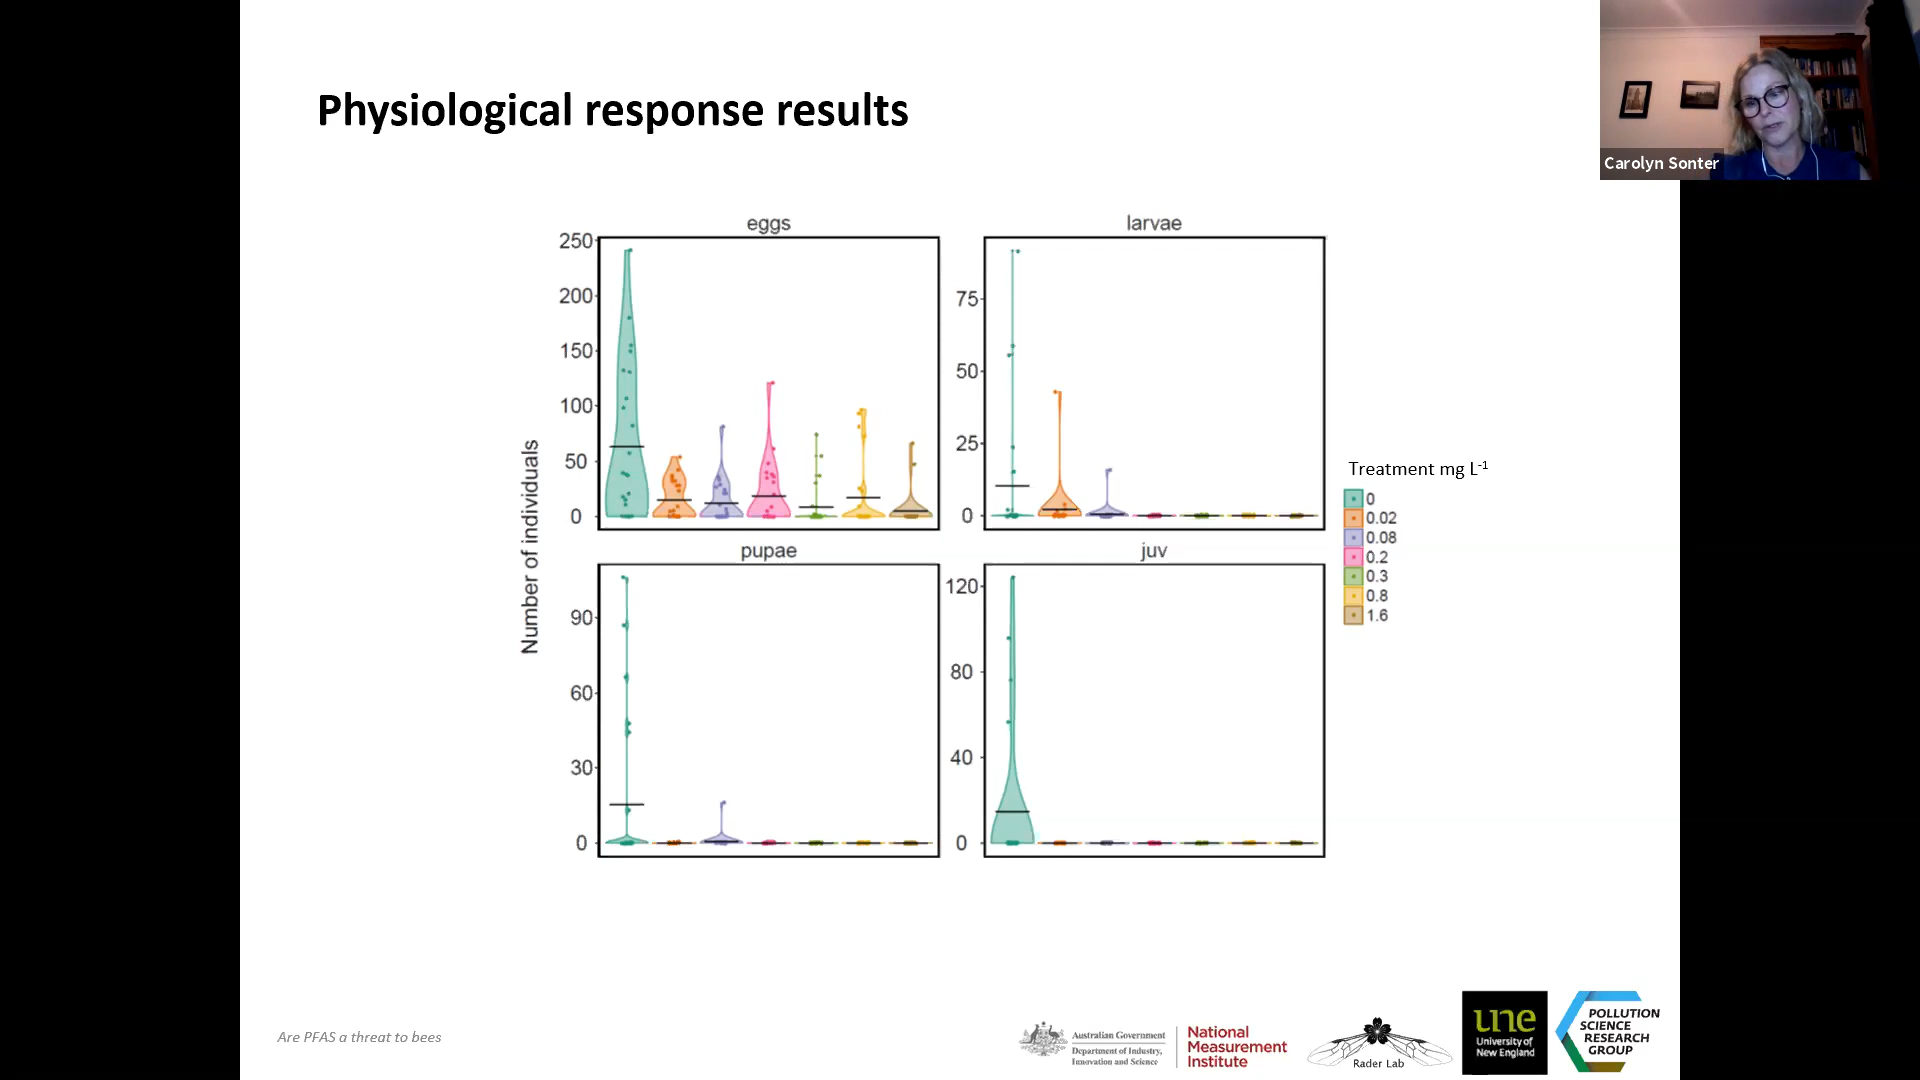 Physiological response results
Carolyn Sonter
eggs
larvae
250
200
150
100
50
0
75
50
25
0
Number of individuals
pupae
juv
90
60
30
0
120
80
40
0
Treatment mg L⁻¹
0
0.02
0.08
0.2
0.3
0.8
1.6
Are PFAS a threat to bees
Australian Government
Department of Industry,
Innovation and Science
National
Measurement
Institute
Rader Lab
une
University of
New England
POLLUTION
SCIENCE
RESEARCH
GROUP